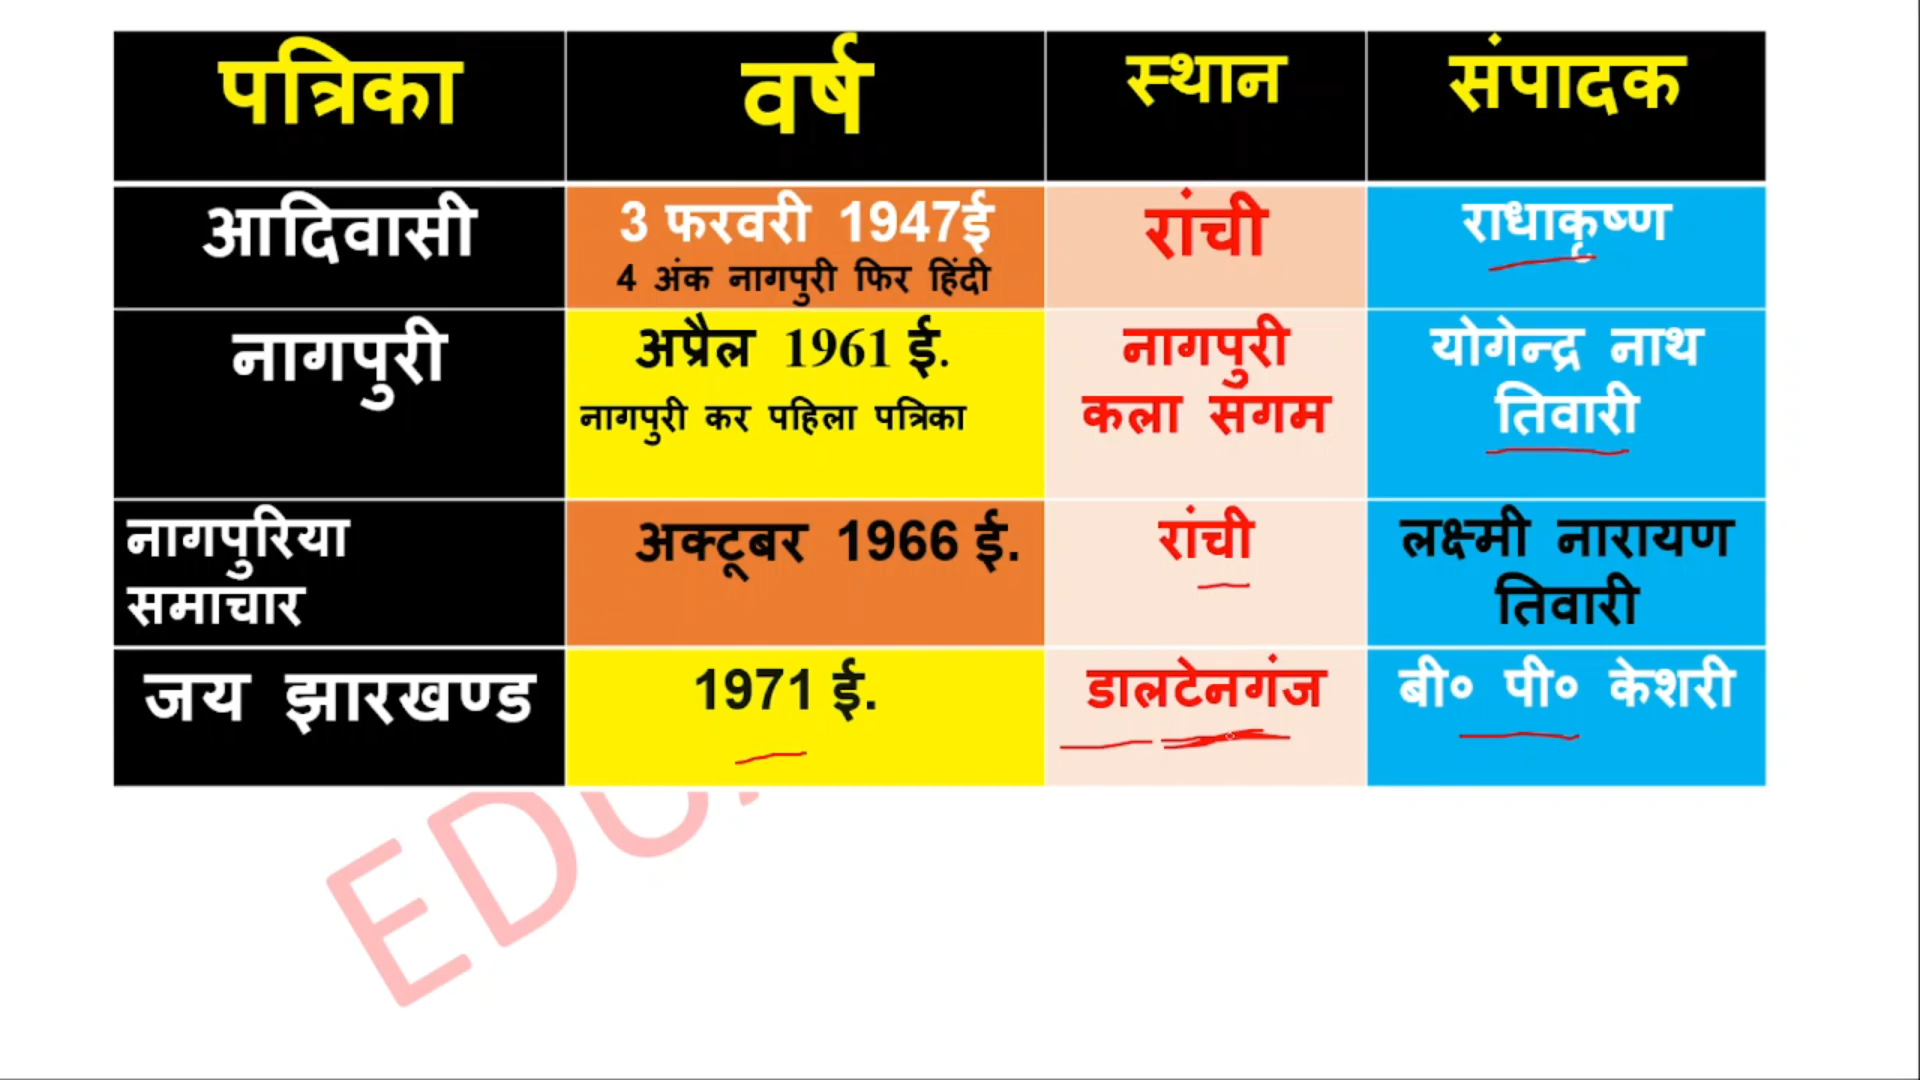 पत्रिका वर्ष स्थान संपादक
आदिवासी 3 फरवरी 1947ई रांची राधाकृष्ण
4 अंक नागपुरी फिर हिंदी
नागपुरी अप्रैल 1961 ई. नागपुरी योगेन्द्र नाथ
नागपुरी कर पहिला पत्रिका कला सगम तिवारी
नागपुरिया अक्टूबर 1966 ई. रांची लक्ष्मी नारायण
समाचार तिवारी
जय झारखण्ड 1971 ई. डालटेनगंज बी० पी० केशरी